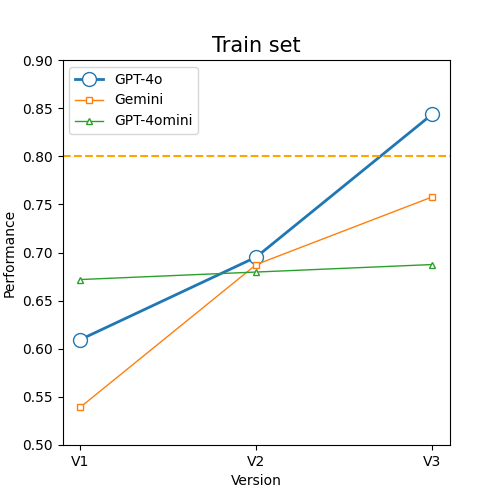 Train set
GPT-4o
Gemini
GPT-4omini
0.90
0.85
0.80
0.75
0.70
0.65
0.60
0.55
0.50
Performance
V1 V2 V3
Version